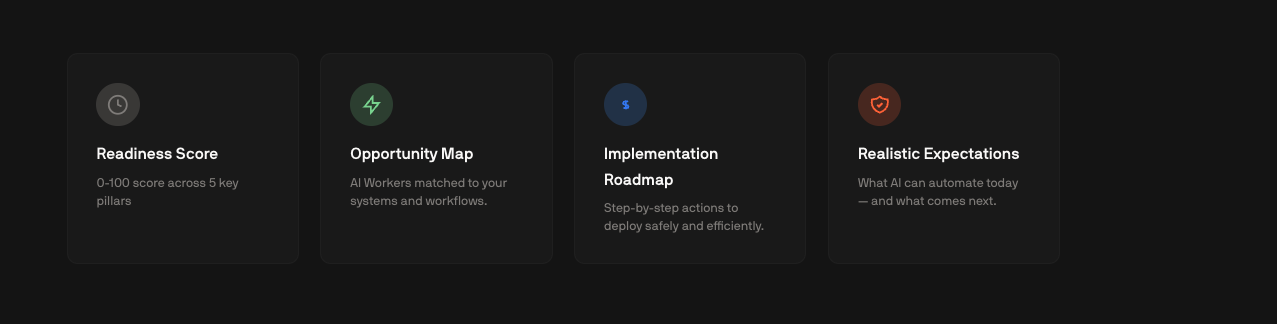 Readiness Score
0-100 score across 5 key
pillars
Opportunity Map
AI Workers matched to your
systems and workflows.
$
Implementation
Roadmap
Step-by-step actions to
deploy safely and efficiently.
Realistic Expectations
What AI can automate today
— and what comes next.